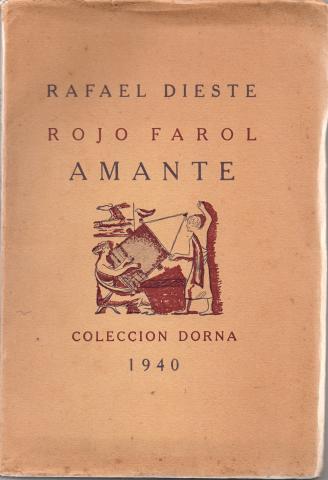 RAFAEL DIESTE
ROJO FAROL
AMANTE
COLECCION DORNA
1940